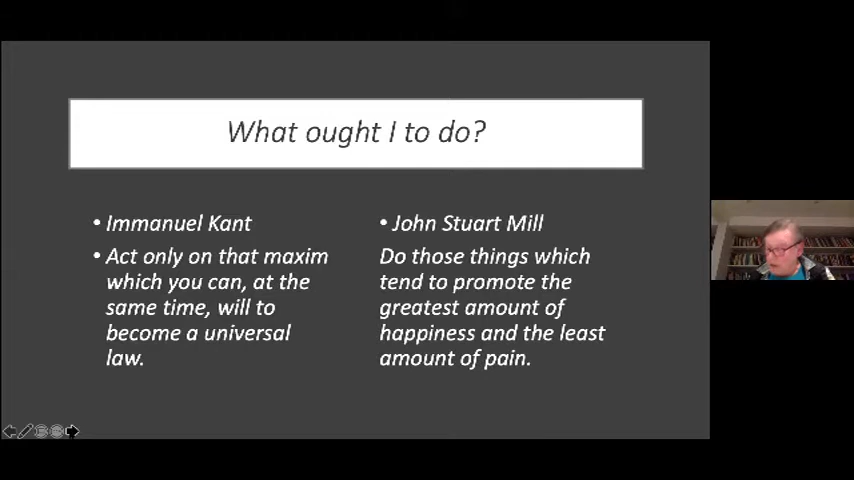 What ought I to do?
• Immanuel Kant
• Act only on that maxim
which you can, at the
same time, will to
become a universal
law.
• John Stuart Mill
Do those things which
tend to promote the
greatest amount of
happiness and the least
amount of pain.